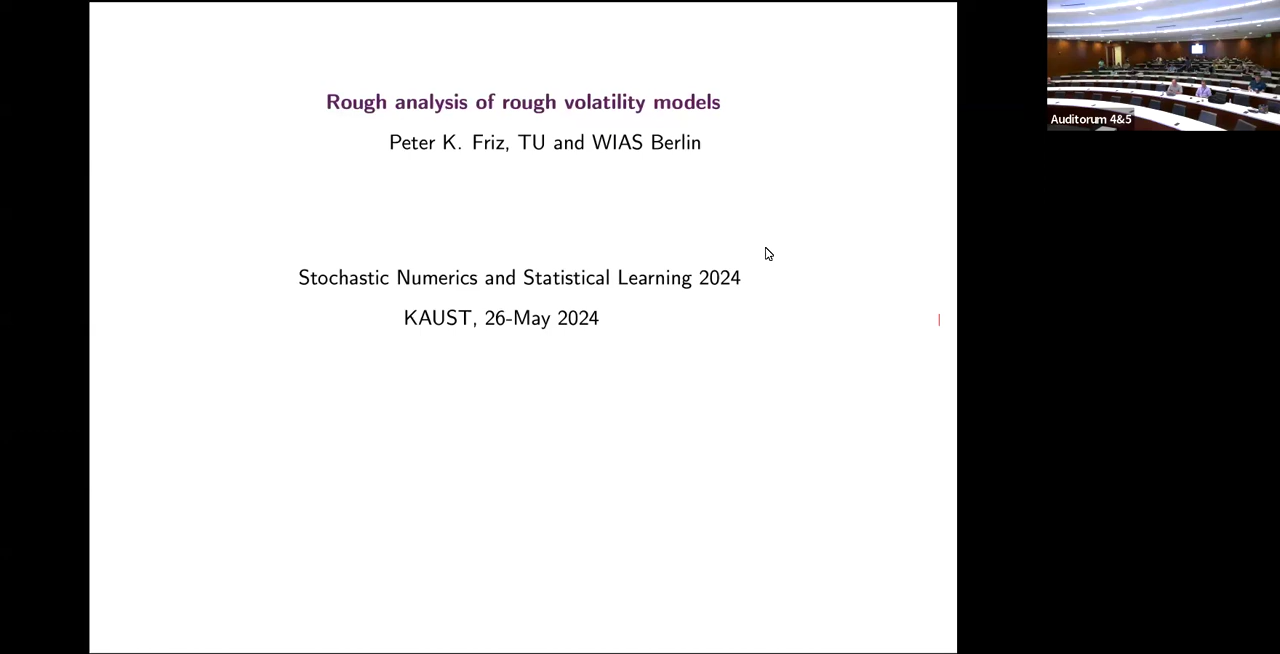 Rough analysis of rough volatility models
Peter K. Friz, TU and WIAS Berlin
Stochastic Numerics and Statistical Learning 2024
KAUST, 26-May 2024
Auditorum 4&5